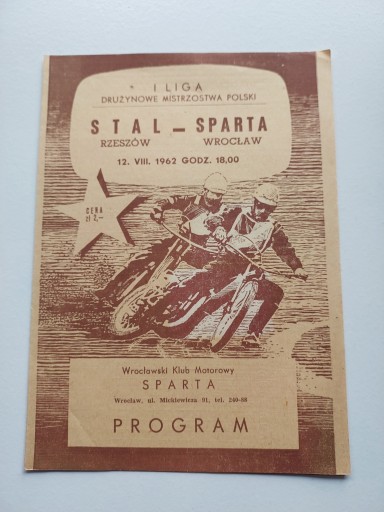 I LIGA
DRUŻYNOWE MISTRZOSTWA POLSKI
STAL – SPARTA
RZESZÓW WROCŁAW
12. VIII. 1962 GODZ. 18,00
CENA
zł 2,—
Wrocławski Klub Motorowy
SPARTA
Wrocław, ul. Mickiewicza 91, tel. 240-86
PROGRAM